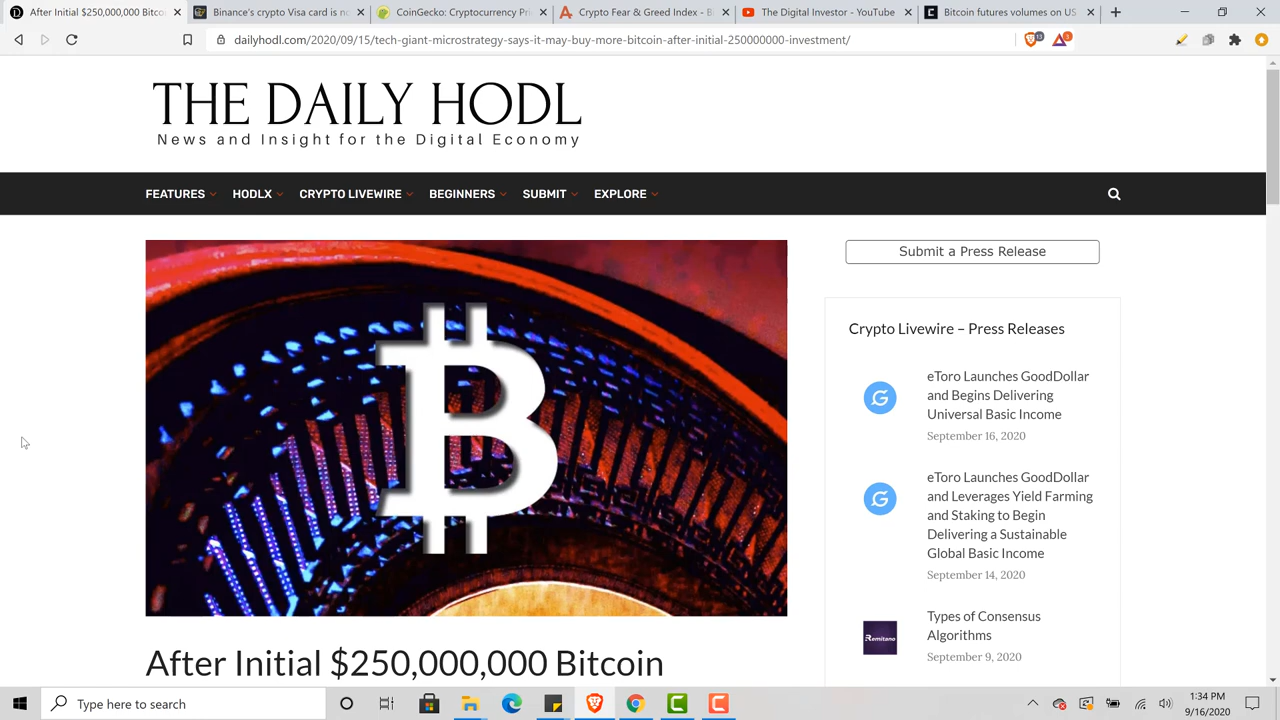 After Initial $250,000,000 Bitcoi
Binance's crypto Visa card is n
CoinGecko: Cryptocurrency Pri
Crypto Fear & Greed Index - B
The Digital Investor - YouTube
Bitcoin futures volumes on US
dailyhodl.com/2020/09/15/tech-giant-microstrategy-says-it-may-buy-more-bitcoin-after-initial-250000000-investment/
13
3
THE DAILY HODL
News and Insight for the Digital Economy
FEATURES
HODLX
CRYPTO LIVEWIRE
BEGINNERS
SUBMIT
EXPLORE
Submit a Press Release
Crypto Livewire – Press Releases
eToro Launches GoodDollar
and Begins Delivering
Universal Basic Income
September 16, 2020
eToro Launches GoodDollar
and Leverages Yield Farming
and Staking to Begin
Delivering a Sustainable
Global Basic Income
September 14, 2020
Remitano
Types of Consensus
Algorithms
September 9, 2020
After Initial $250,000,000 Bitcoin
Type here to search
1:34 PM
9/16/2020